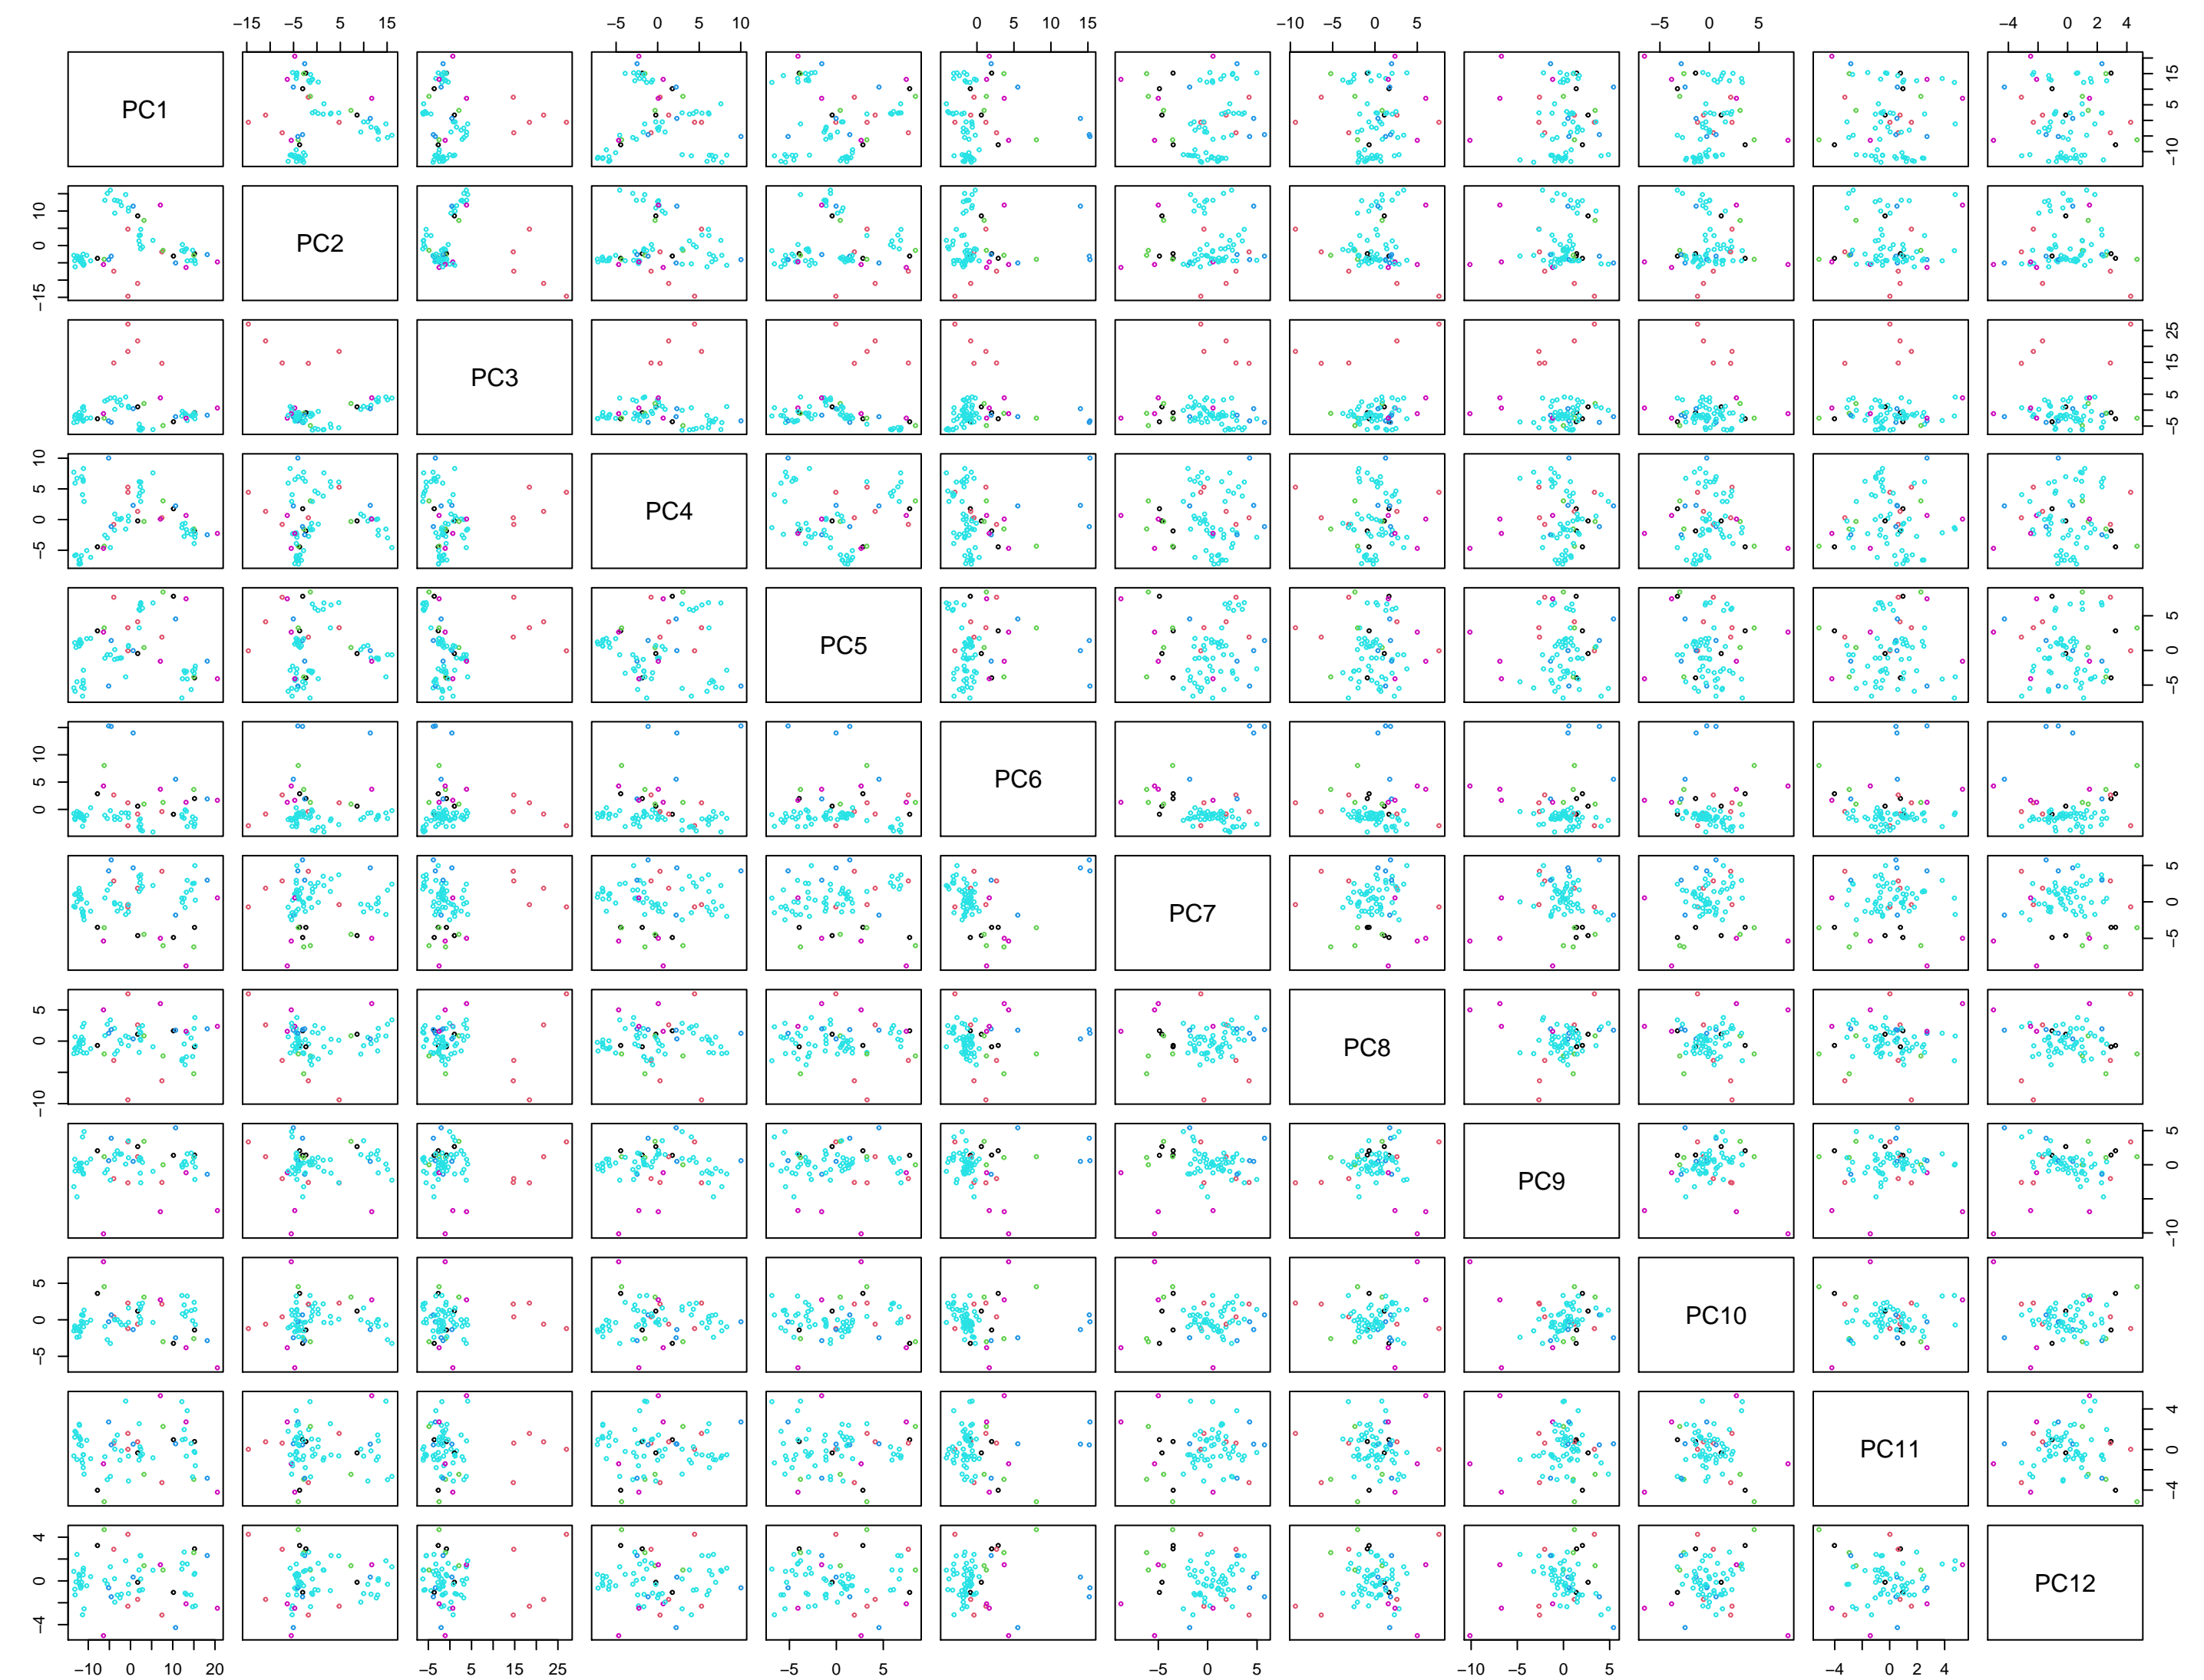 −15 −5 5 15 −5 0 5 10 0 5 10 15 −10 −5 0 5 −5 0 5 −4 0 2 4
PC1
−10 5 15
10 0 −15
PC2
PC3
−5 5 15 25
10 5 0 −5
PC4
PC5
−5 0 5
10 5 0
PC6
PC7
−5 0 5
5 0 −10
PC8
PC9
−10 0 5
5 0 −5
PC10
PC11
−4 0 4
4 0 −4
PC12
−10 0 10 20 −5 5 15 25 −5 0 5 −5 0 5 −10 −5 0 5 −4 0 2 4